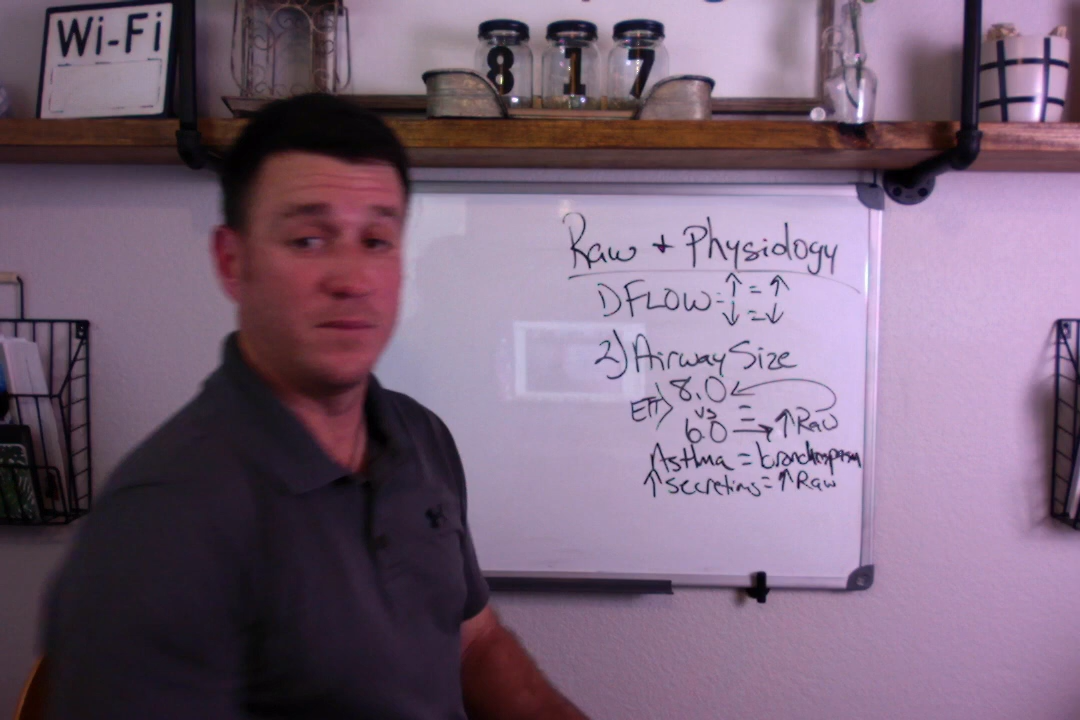 Wi-Fi
8 1 7
Raw + Physiology
1) FLOW = ↑ = ↑
↓ = ↓
2) Airway Size
ETT 8.0
vs =
6.0 → ↑ Raw
Asthma = bronchospasm
↑ secretions = ↑ Raw